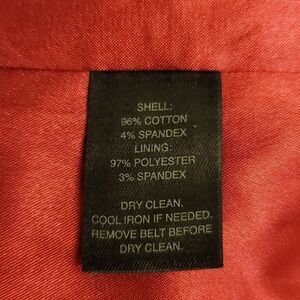 SHELL:
96% COTTON
4% SPANDEX
LINING:
97% POLYESTER
3% SPANDEX
DRY CLEAN.
COOL IRON IF NEEDED.
REMOVE BELT BEFORE
DRY CLEAN.